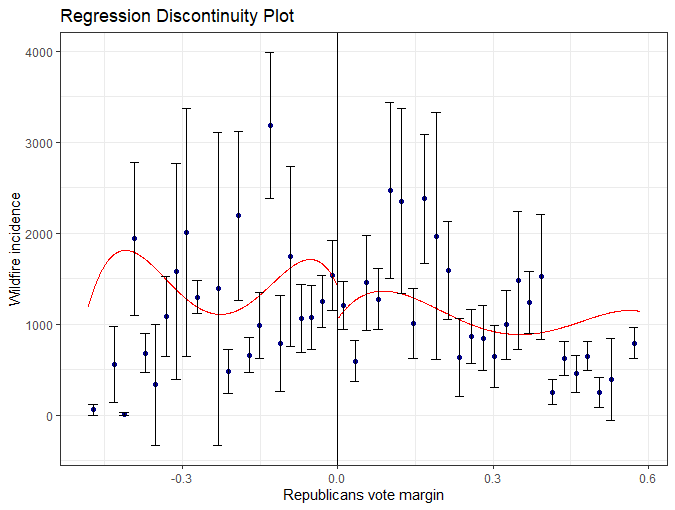 Regression Discontinuity Plot
4000
3000
2000
1000
0
Wildfire incidence
-0.3 0.0 0.3 0.6
Republicans vote margin